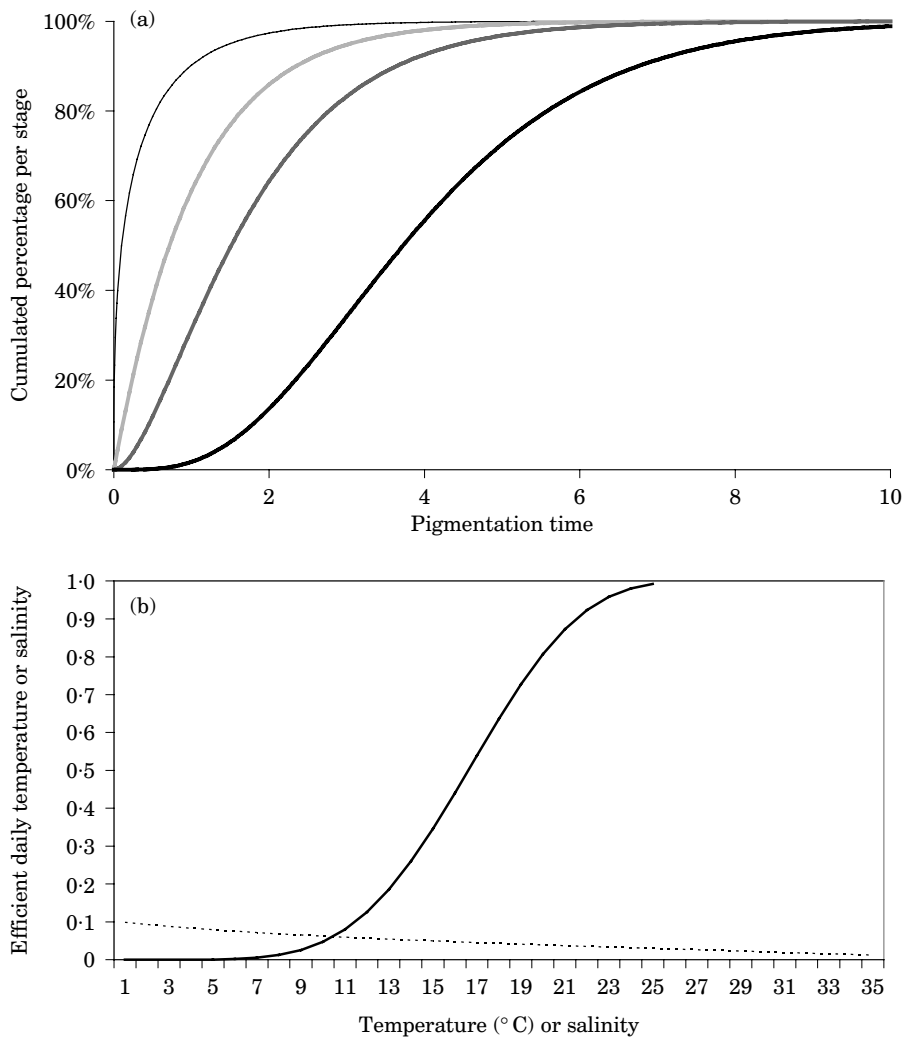 (a)
100%
80%
60%
40%
20%
0%
Cumulated percentage per stage
0 2 4 6 8 10
Pigmentation time
(b)
1·0
0·9
0·8
0·7
0·6
0·5
0·4
0·3
0·2
0·1
0
Efficient daily temperature or salinity
1 3 5 7 9 11 13 15 17 19 21 23 25 27 29 31 33 35
Temperature (° C) or salinity